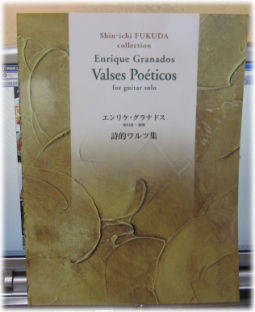 Shin-ichi FUKUDA
collection
Enrique Granados
Valses Poéticos
for guitar solo
エンリケ・グラナドス
詩的ワルツ集